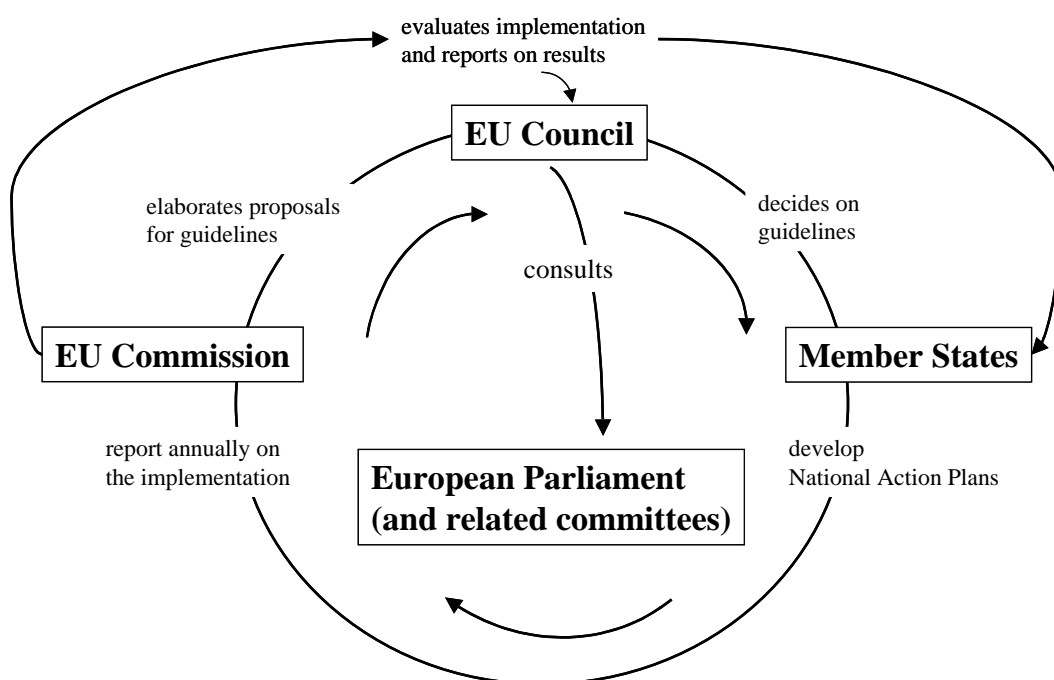 evaluates implementation
and reports on results
EU Council
elaborates proposals
for guidelines
decides on
guidelines
consults
EU Commission
Member States
report annually on
the implementation
develop
National Action Plans
European Parliament
(and related committees)